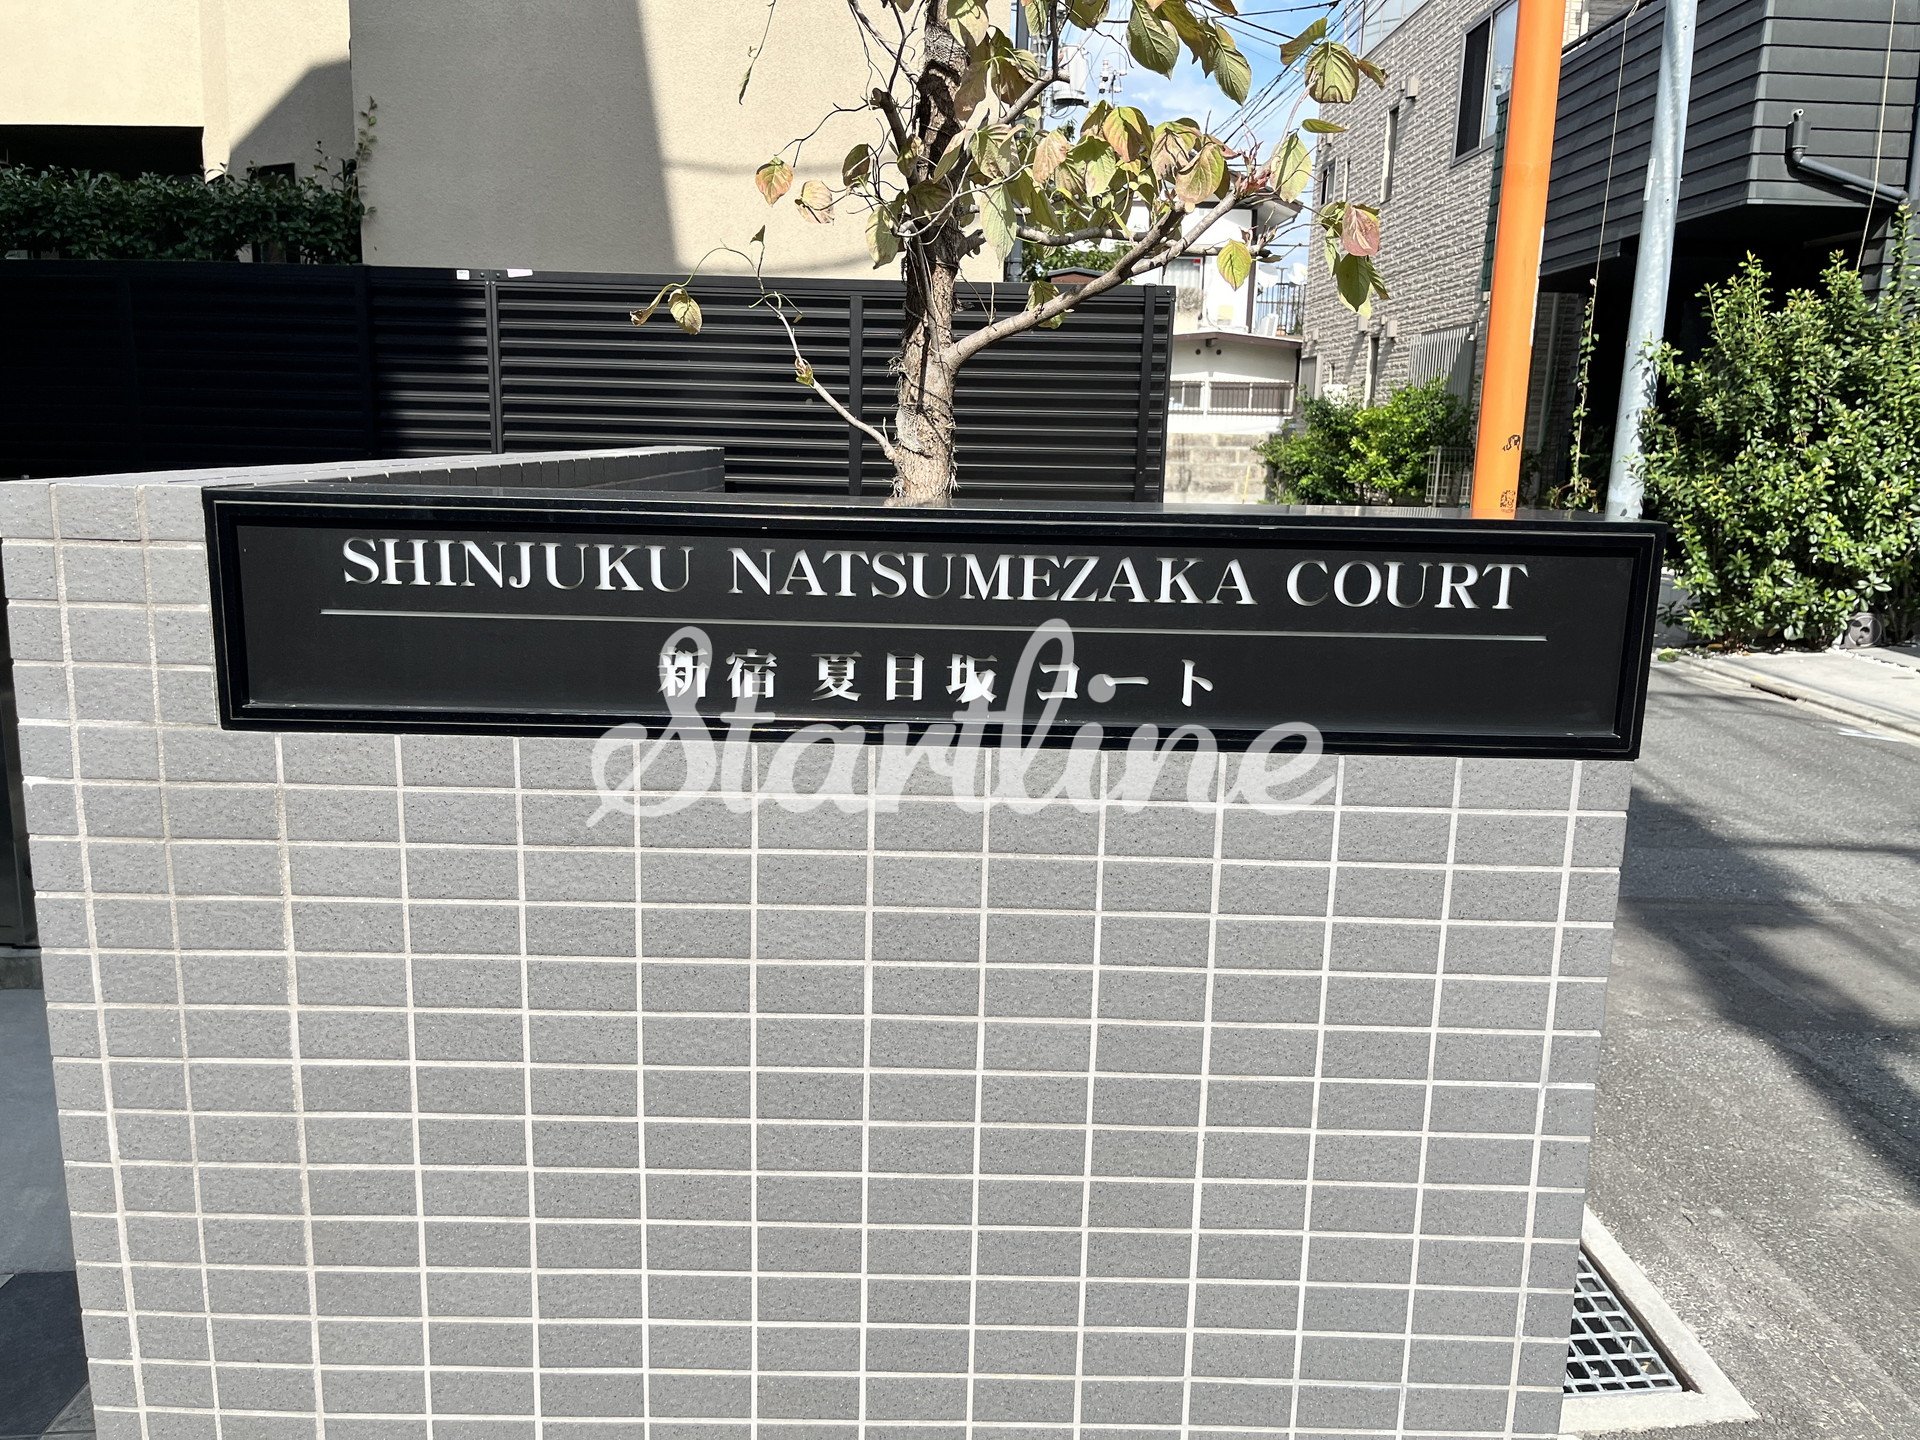 SHINJUKU NATSUMEZAKA COURT
新宿 夏目坂 コート
Startline